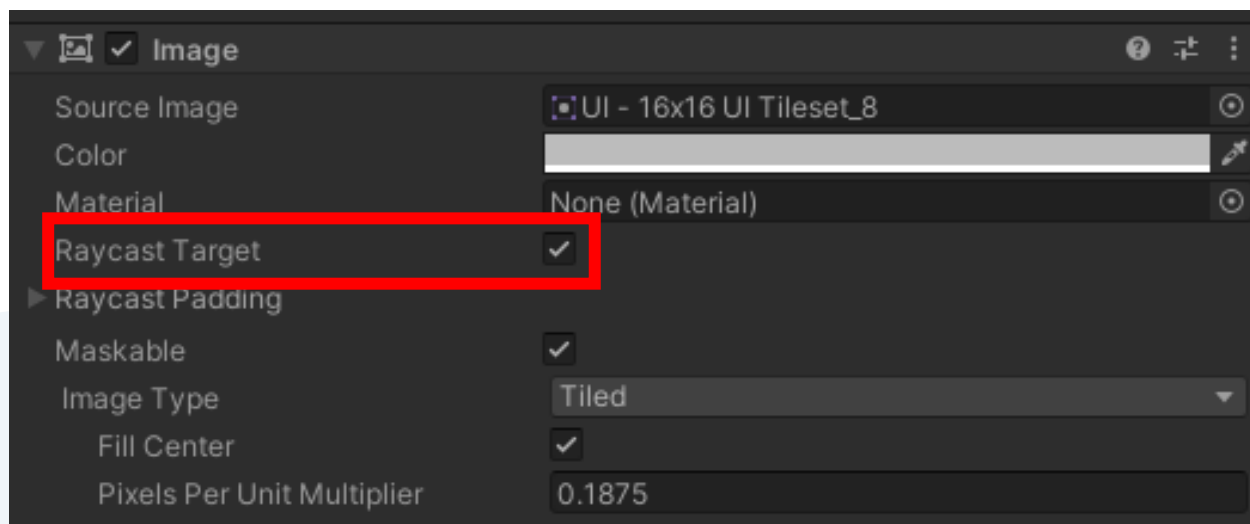 Image
Source Image UI - 16x16 UI Tileset_8
Color
Material None (Material)
Raycast Target
Raycast Padding
Maskable
Image Type Tiled
Fill Center
Pixels Per Unit Multiplier 0.1875